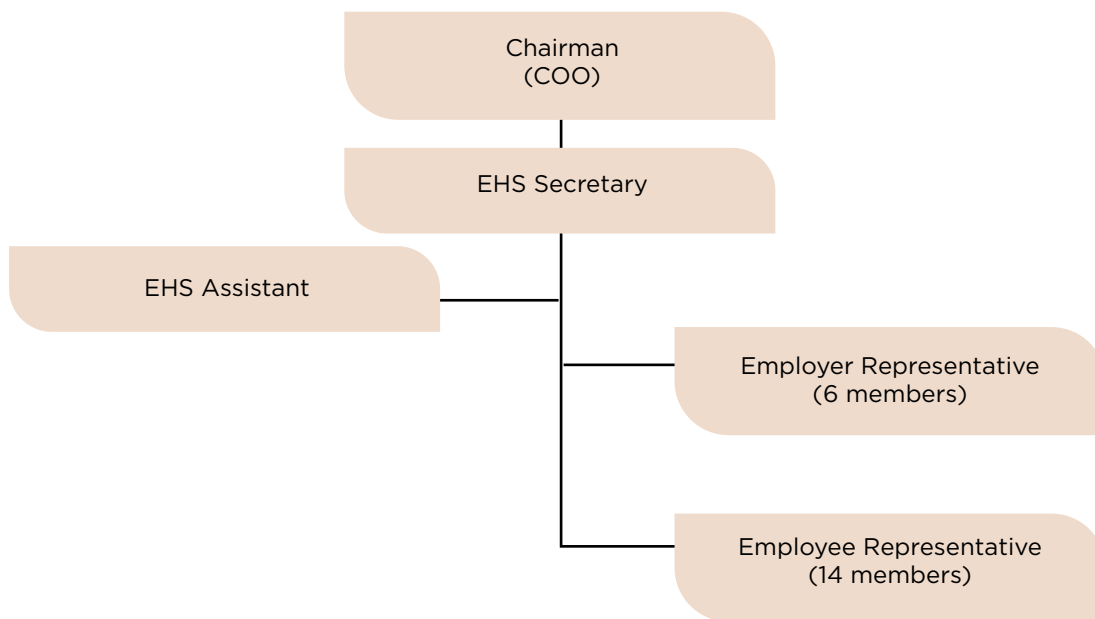 Chairman
(COO)
EHS Secretary
EHS Assistant
Employer Representative
(6 members)
Employee Representative
(14 members)